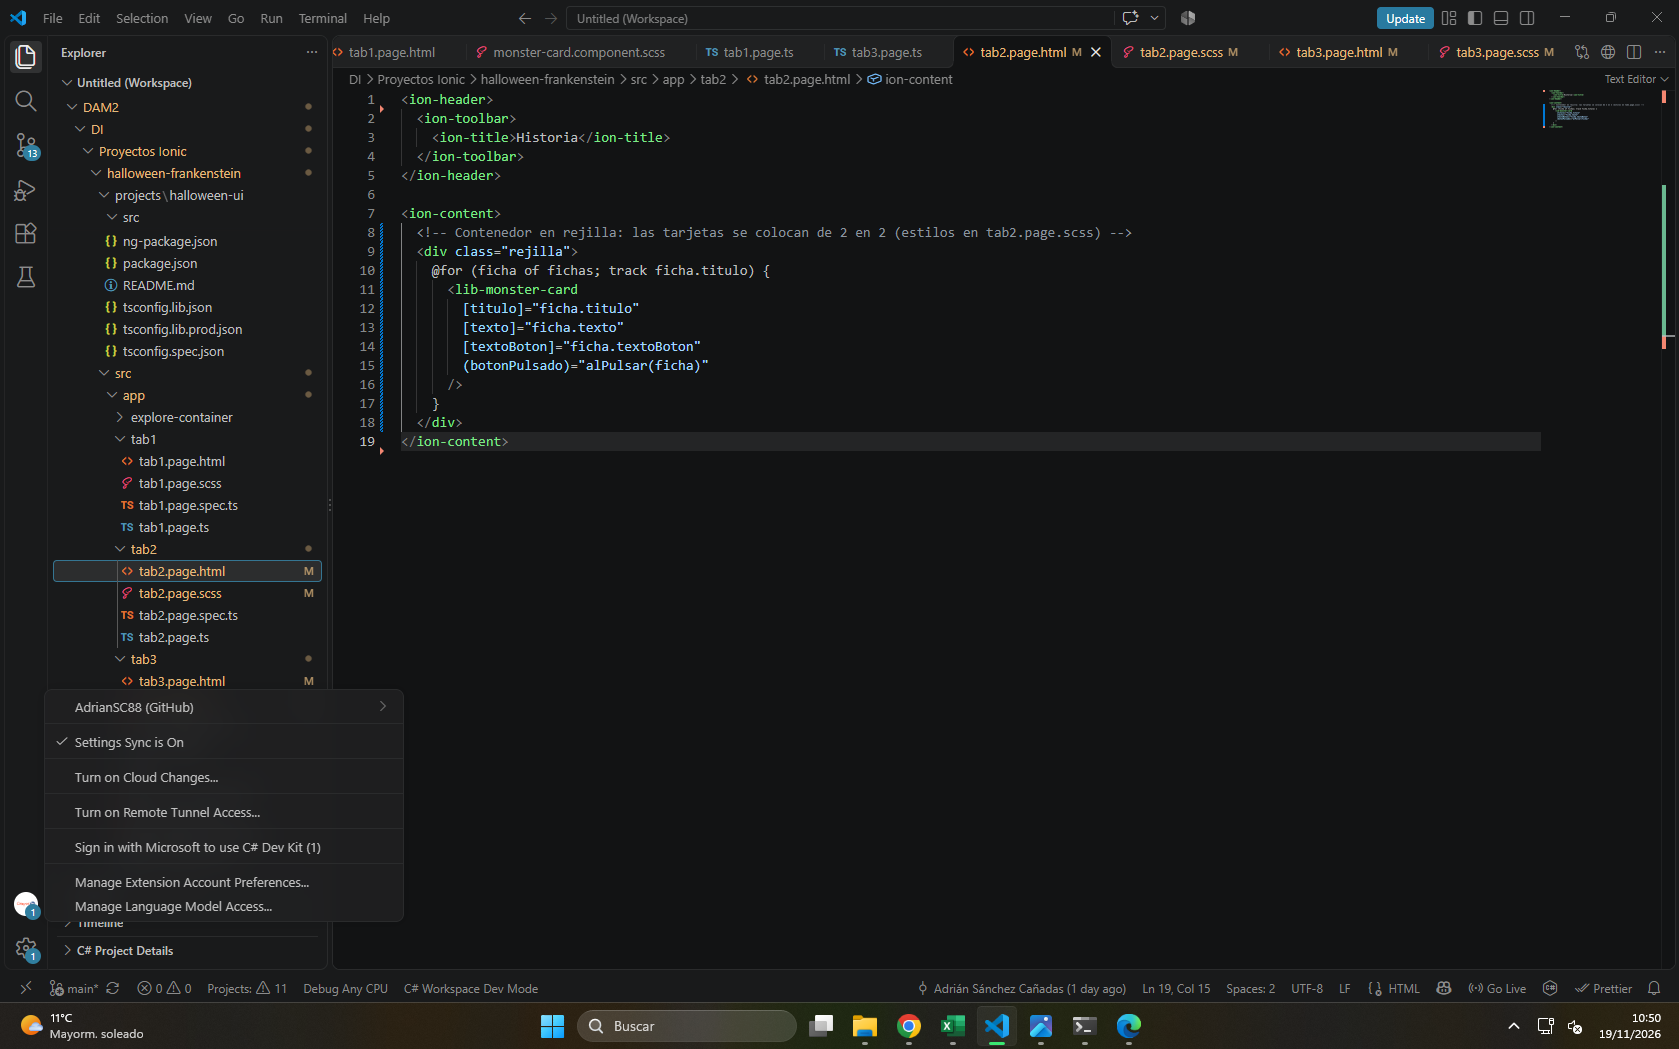 File Edit Selection View Go Run Terminal Help
Untitled (Workspace)
Update
Explorer
Untitled (Workspace)
DAM2
DI
Proyectos Ionic
halloween-frankenstein
projects\halloween-ui
src
{} ng-package.json
{} package.json
README.md
{} tsconfig.lib.json
{} tsconfig.lib.prod.json
{} tsconfig.spec.json
src
app
explore-container
tab1
<> tab1.page.html
tab1.page.scss
TS tab1.page.spec.ts
TS tab1.page.ts
tab2
<> tab2.page.html M
tab2.page.scss M
TS tab2.page.spec.ts
TS tab2.page.ts
tab3
<> tab3.page.html M
AdrianSC88 (GitHub)
Settings Sync is On
Turn on Cloud Changes...
Turn on Remote Tunnel Access...
Sign in with Microsoft to use C# Dev Kit (1)
Manage Extension Account Preferences...
Manage Language Model Access...
Timeline
C# Project Details
13
1
1
<> tab1.page.html monster-card.component.scss TS tab1.page.ts TS tab3.page.ts <> tab2.page.html M tab2.page.scss M <> tab3.page.html M tab3.page.scss M
DI > Proyectos Ionic > halloween-frankenstein > src > app > tab2 > <> tab2.page.html > ion-content
Text Editor
1 <ion-header>
2 <ion-toolbar>
3 <ion-title>Historia</ion-title>
4 </ion-toolbar>
5 </ion-header>
6
7 <ion-content>
8 <!-- Contenedor en rejilla: las tarjetas se colocan de 2 en 2 (estilos en tab2.page.scss) -->
9 <div class="rejilla">
10 @for (ficha of fichas; track ficha.titulo) {
11 <lib-monster-card
12 [titulo]="ficha.titulo"
13 [texto]="ficha.texto"
14 [textoBoton]="ficha.textoBoton"
15 (botonPulsado)="alPulsar(ficha)"
16 />
17 }
18 </div>
19 </ion-content>
main* 0 0 Projects: 11 Debug Any CPU C# Workspace Dev Mode
Adrián Sánchez Cañadas (1 day ago) Ln 19, Col 15 Spaces: 2 UTF-8 LF {} HTML Go Live Prettier
11°C
Mayorm. soleado
Buscar
10:50
19/11/2026